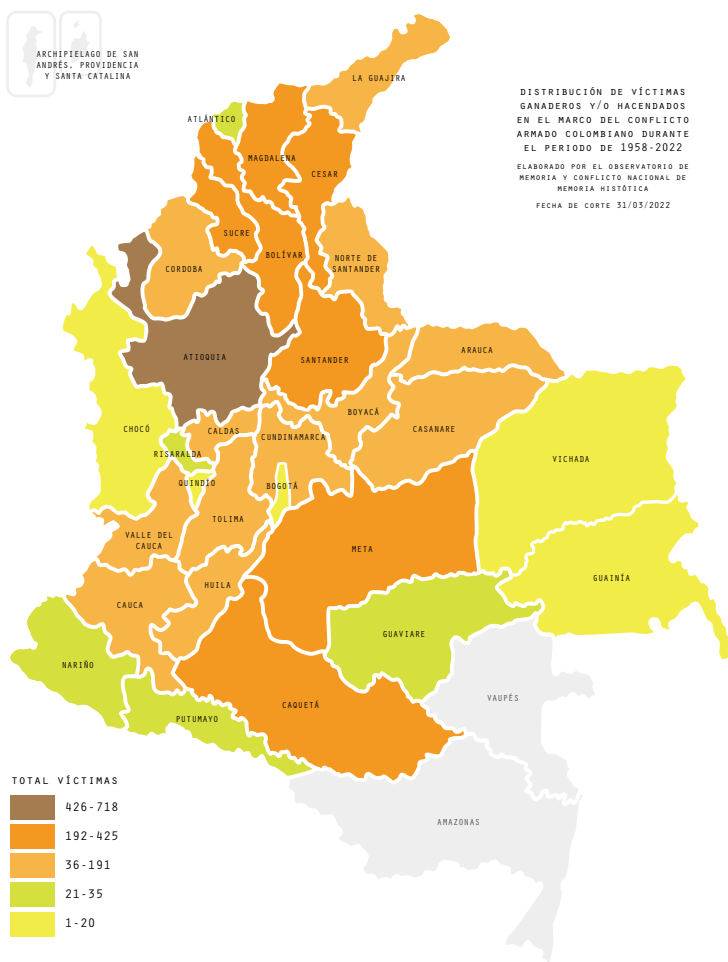 ARCHIPIELAGO DE SAN
ANDRÉS, PROVIDENCIA
Y SANTA CATALINA
LA GUAJIRA
DISTRIBUCIÓN DE VÍCTIMAS
GANADEROS Y/O HACENDADOS
EN EL MARCO DEL CONFLICTO
ARMADO COLOMBIANO DURANTE
EL PERIODO DE 1958-2022
ELABORADO POR EL OBSERVATORIO DE
MEMORIA Y CONFLICTO NACIONAL DE
MEMORIA HISTÓTICA
FECHA DE CORTE 31/03/2022
ATLÁNTICO
MAGDALENA
CESAR
SUCRE
BOLÍVAR
NORTE DE
SANTANDER
CORDOBA
ATIOQUIA
SANTANDER
ARAUCA
BOYACÁ
CHOCÓ
CALDAS
CUNDINAMARCA
CASANARE
RISARALDA
VICHADA
QUINDÍO
BOGOTÁ
TOLIMA
VALLE DEL
CAUCA
META
HUILA
GUAINÍA
CAUCA
GUAVIARE
NARIÑO
VAUPÉS
CAQUETÁ
PUTUMAYO
AMAZONAS
TOTAL VÍCTIMAS
426-718
192-425
36-191
21-35
1-20